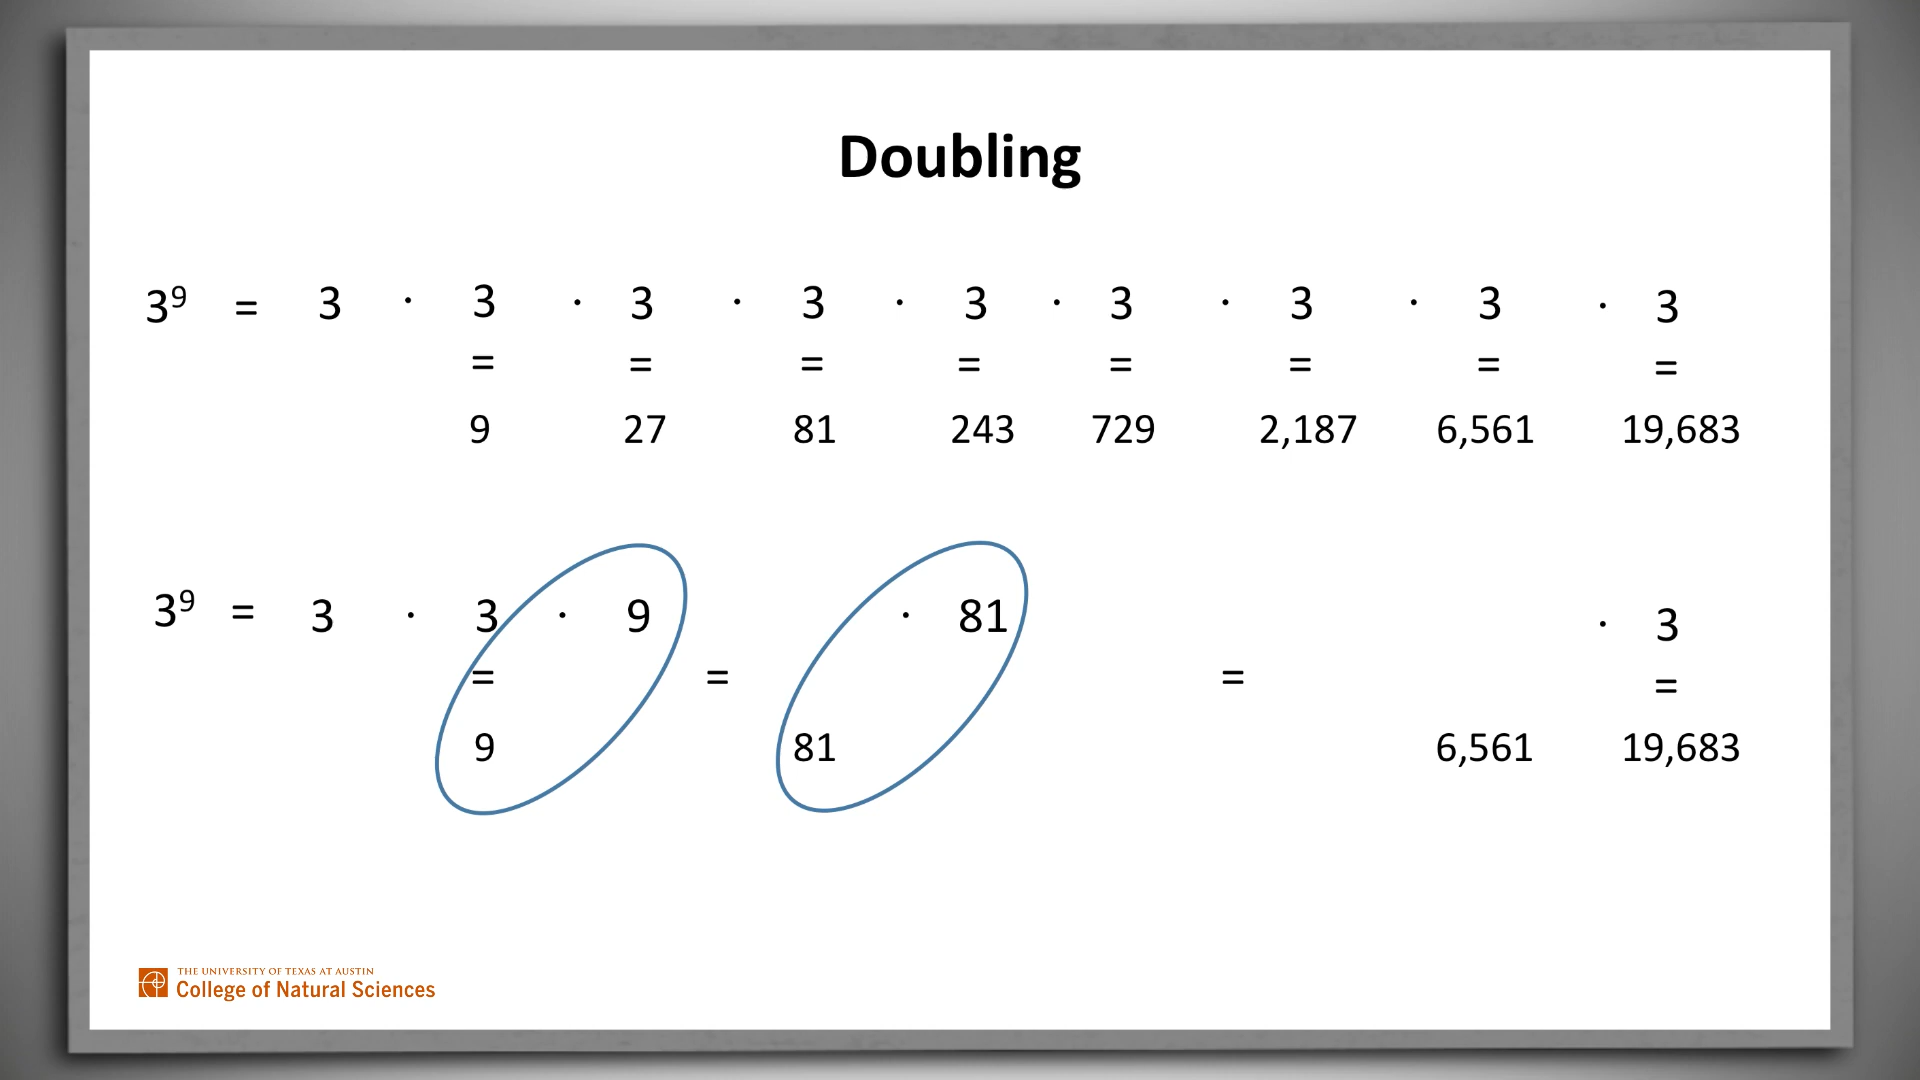 Doubling
3⁹ = 3 · 3 · 3 · 3 · 3 · 3 · 3 · 3 · 3
= = = = = = = =
9 27 81 243 729 2,187 6,561 19,683
3⁹ = 3 · 3 · 9 · 81 · 3
= = = =
9 81 6,561 19,683
THE UNIVERSITY OF TEXAS AT AUSTIN
College of Natural Sciences